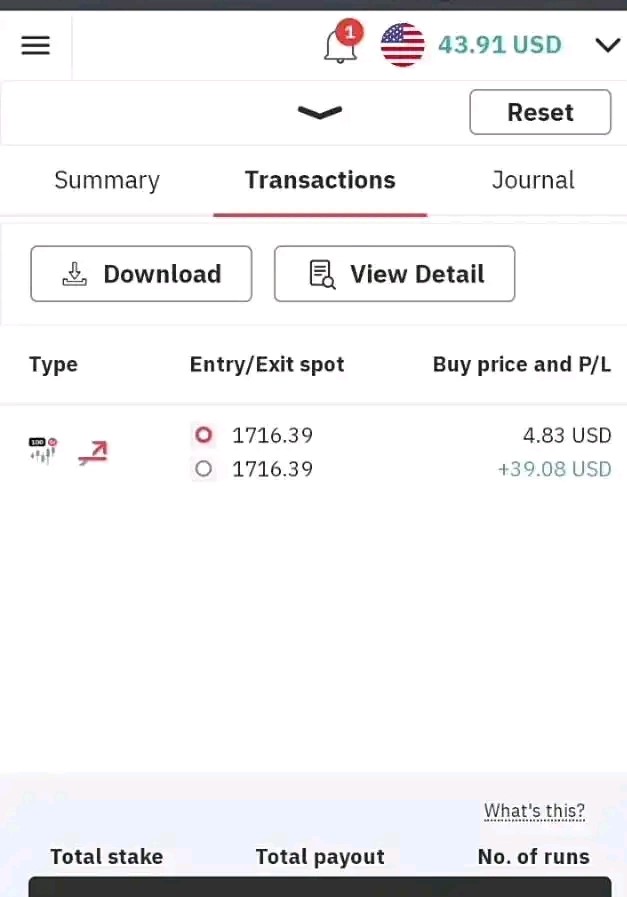 1
43.91 USD
Reset
Summary Transactions Journal
Download View Detail
Type Entry/Exit spot Buy price and P/L
100
1716.39 4.83 USD
1716.39 +39.08 USD
What's this?
Total stake Total payout No. of runs